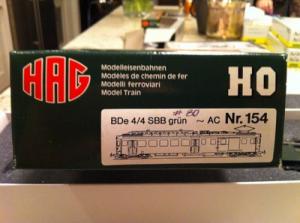 HAG
Modelleisenbahnen
Modèles de chemin de fer
Modelli ferroviari
Model Train
HO
# 80
BDe 4/4 SBB grün ~ AC Nr. 154